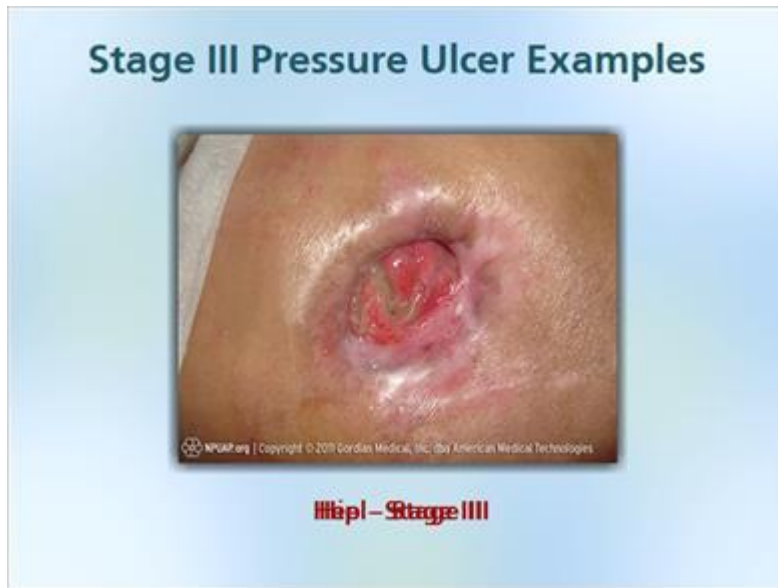 Stage III Pressure Ulcer Examples
NPUAP.org | Copyright © 2011 Gordian Medical, Inc. dba American Medical Technologies
Stage III